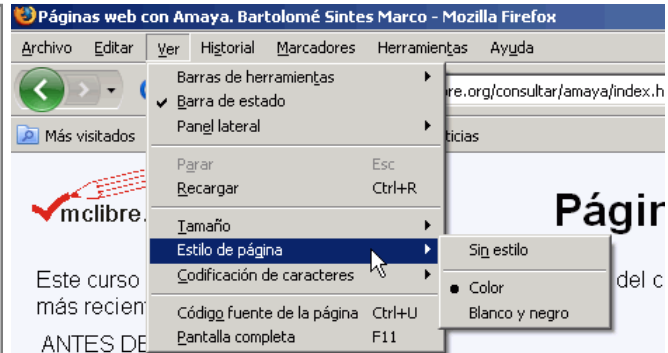 Páginas web con Amaya. Bartolomé Sintes Marco - Mozilla Firefox
Archivo Editar Ver Historial Marcadores Herramientas Ayuda
Barras de herramientas
Barra de estado
Panel lateral
re.org/consultar/amaya/index.h
Más visitados
ticias
Parar Esc
Recargar Ctrl+R
mclibre.
Págin
Tamaño
Estilo de página
Codificación de caracteres
Sin estilo
Color
Blanco y negro
Código fuente de la página Ctrl+U
Pantalla completa F11
Este curso
del c
más recien
ANTES DE